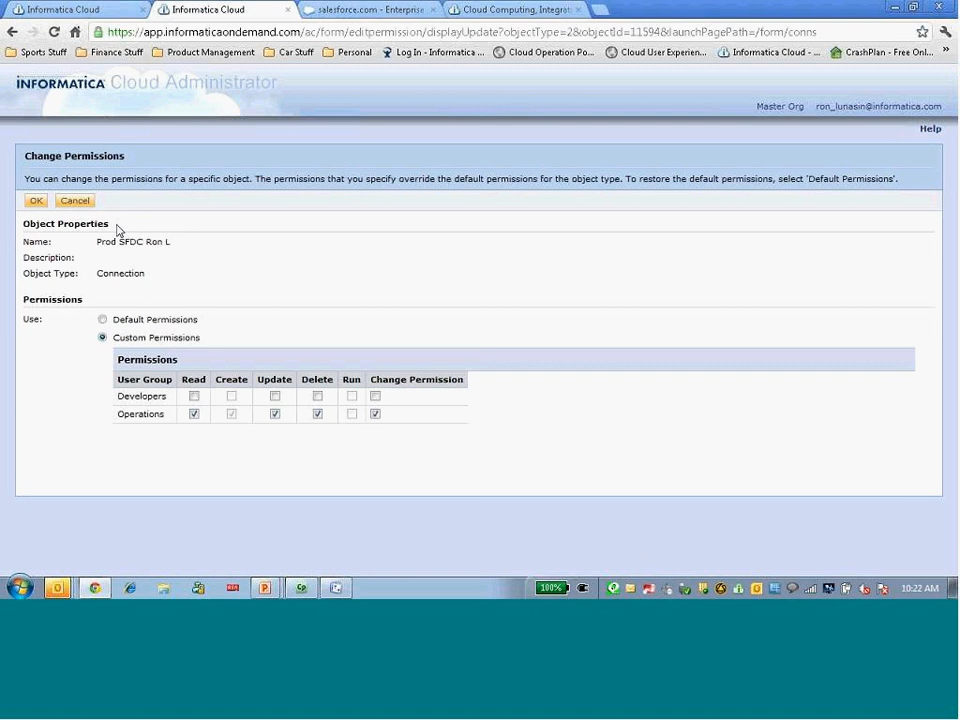 Informatica Cloud
Informatica Cloud
salesforce.com - Enterprise
Cloud Computing, Integrat
https://app.informaticaondemand.com/ac/form/editpermission/displayUpdate?objectType=2&objectId=11594&launchPagePath=/form/conns
Sports Stuff Finance Stuff Product Management Car Stuff Personal Log In - Informatica ... Cloud Operation Po... Cloud User Experien... Informatica Cloud - ... CrashPlan - Free Onl... »
INFORMATICA Cloud Administrator
Master Org ron_lunasin@informatica.com
Help
Change Permissions
You can change the permissions for a specific object. The permissions that you specify override the default permissions for the object type. To restore the default permissions, select 'Default Permissions'.
OK Cancel
Object Properties
Name: Prod SFDC Ron L
Description:
Object Type: Connection
Permissions
Use: Default Permissions
Custom Permissions
Permissions
User Group Read Create Update Delete Run Change Permission
Developers
Operations
100% 10:22 AM